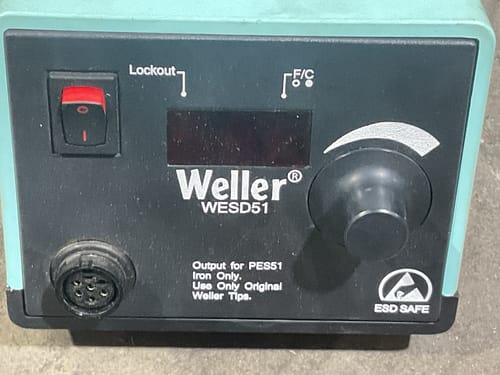 Lockout
F/C
Weller®
WESD51
Output for PES51
Iron Only.
Use Only Original
Weller Tips.
ESD SAFE